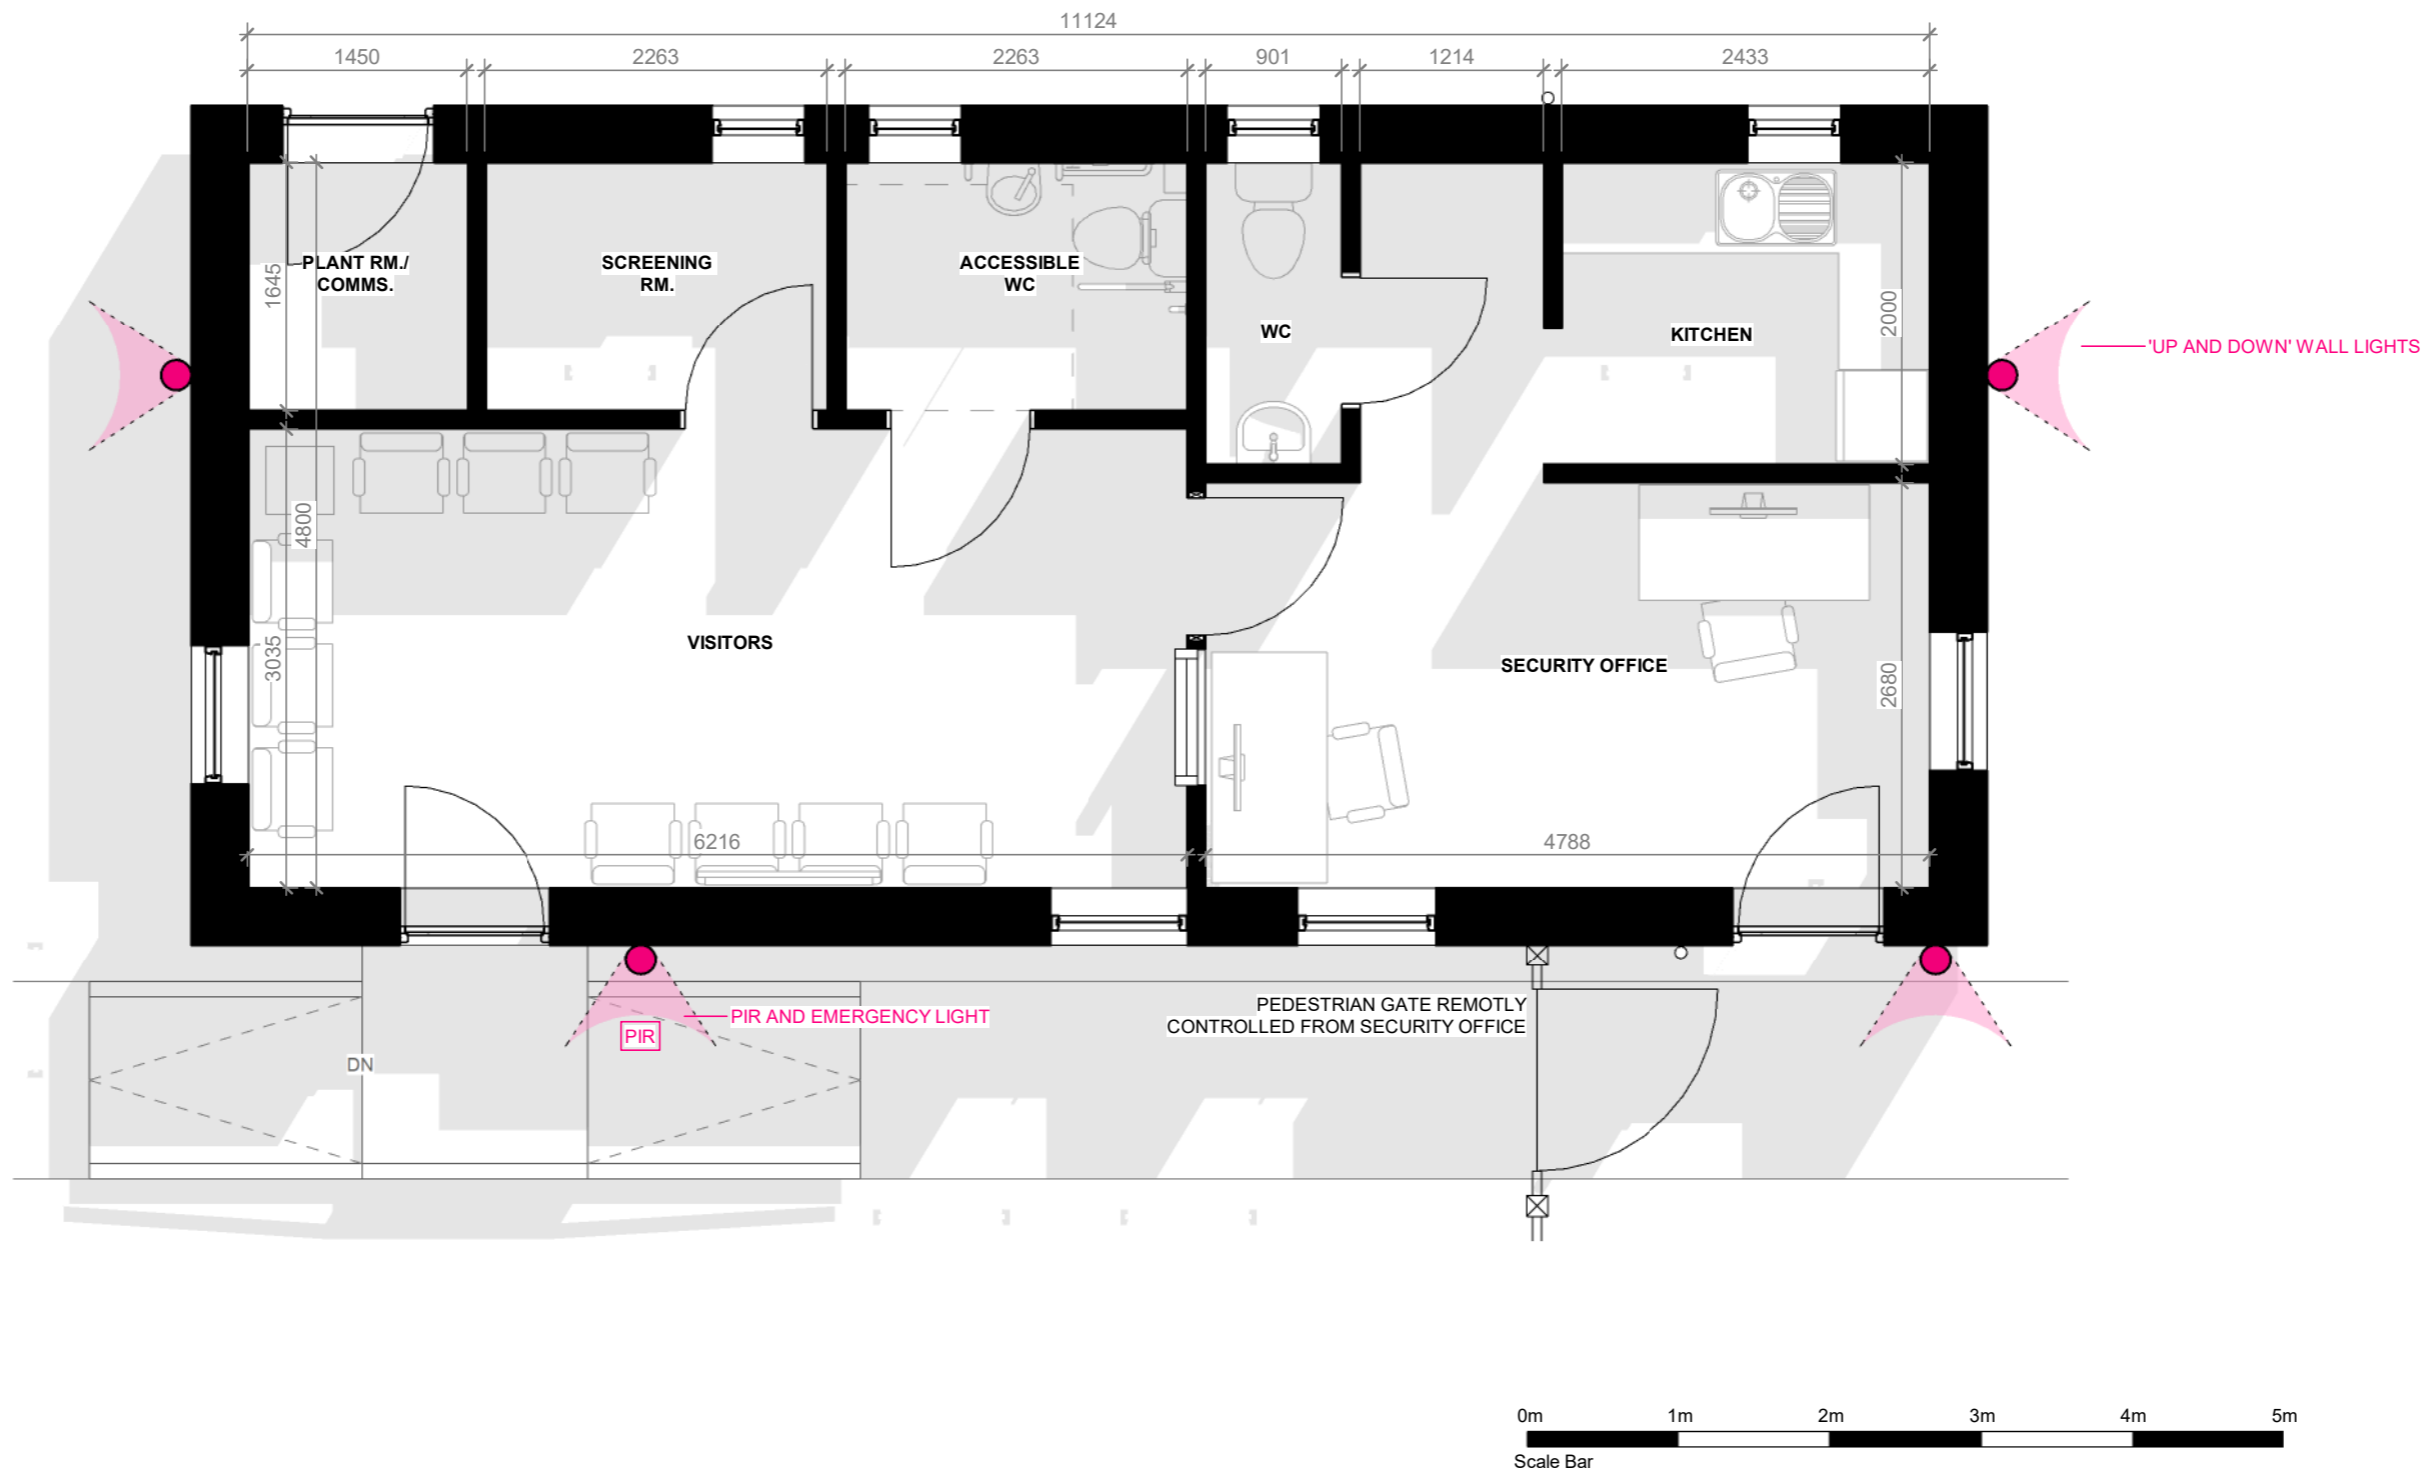 11124
1450
2263
2263
901
1214
2433
PLANT RM./
COMMS.
SCREENING
RM.
ACCESSIBLE
WC
WC
KITCHEN
1645
2000
'UP AND DOWN' WALL LIGHTS
4800
3035
VISITORS
SECURITY OFFICE
2680
6216
4788
PIR AND EMERGENCY LIGHT
PIR
PEDESTRIAN GATE REMOTLY
CONTROLLED FROM SECURITY OFFICE
DN
0m 1m 2m 3m 4m 5m
Scale Bar